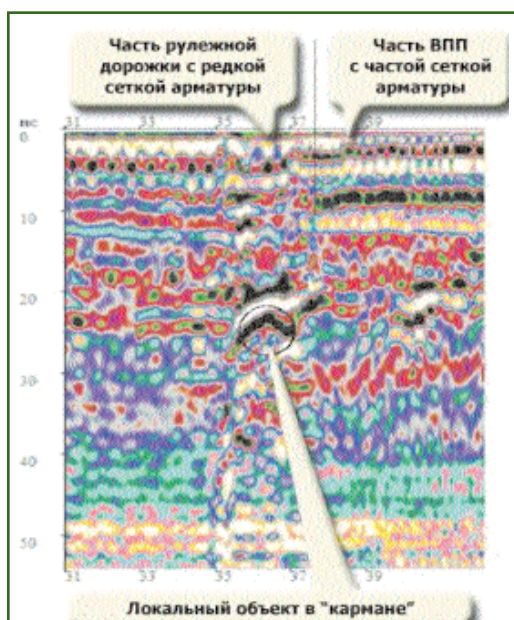 Часть рулежной
дорожки с редкой
сеткой арматуры
Часть ВПП
с частой сеткой
арматуры
нс 31 33 35 37 39
0
10
20
30
40
50
31 33 35 37 39
Локальный объект в "кармане"